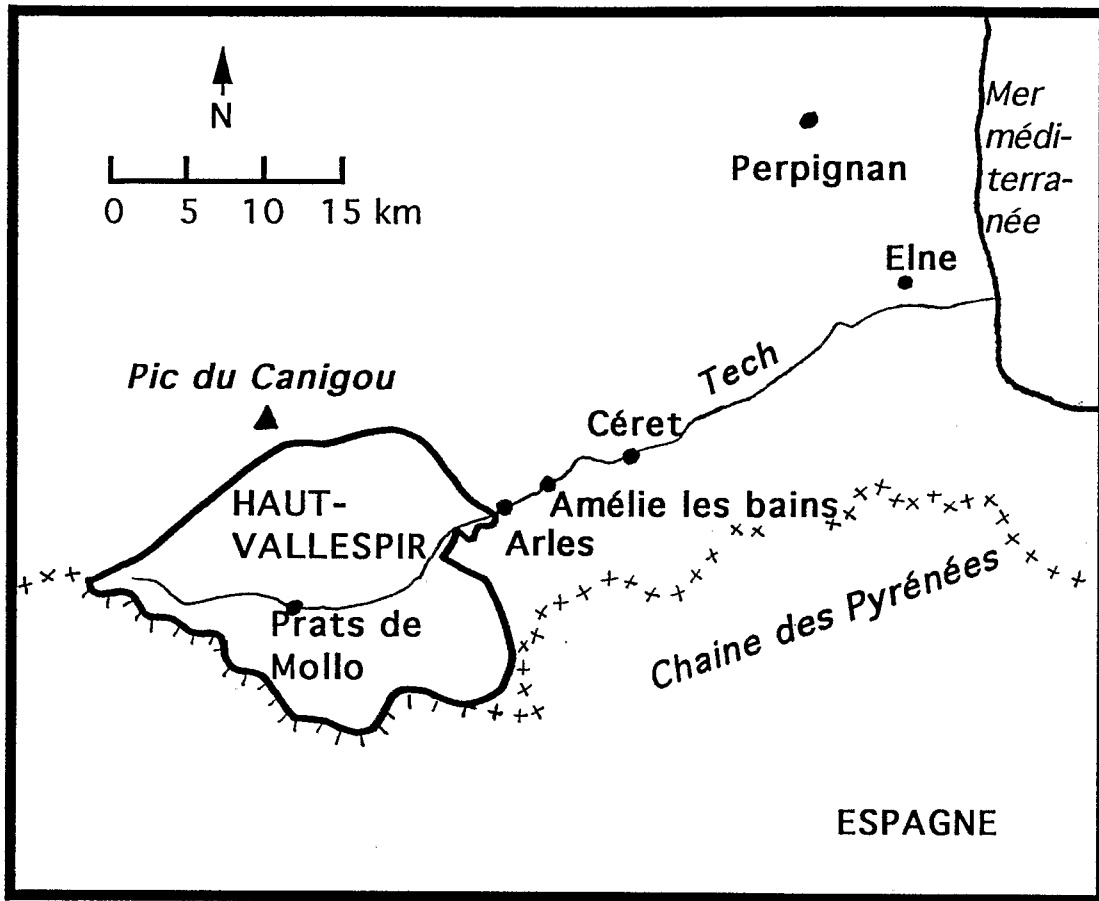 N
0 5 10 15 km
Mer
médi-
terra-
née
Perpignan
Elne
Tech
Pic du Canigou
Céret
HAUT-
VALLESPIR
Amélie les bains
Arles
Prats de
Mollo
Chaine des Pyrénées
ESPAGNE